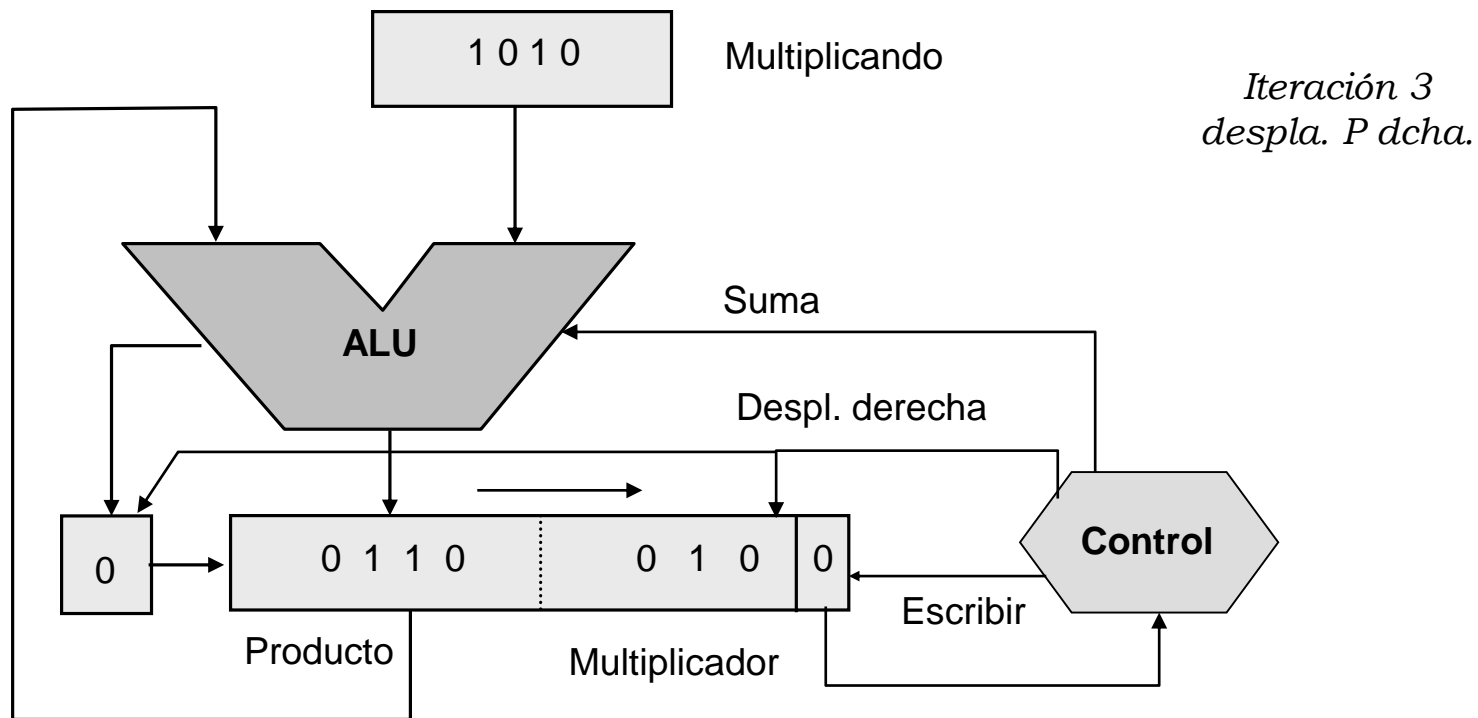 1 0 1 0
Multiplicando
Iteración 3
despla. P dcha.
Suma
ALU
Despl. derecha
0
0 1 1 0
0 1 0
0
Control
Escribir
Producto
Multiplicador